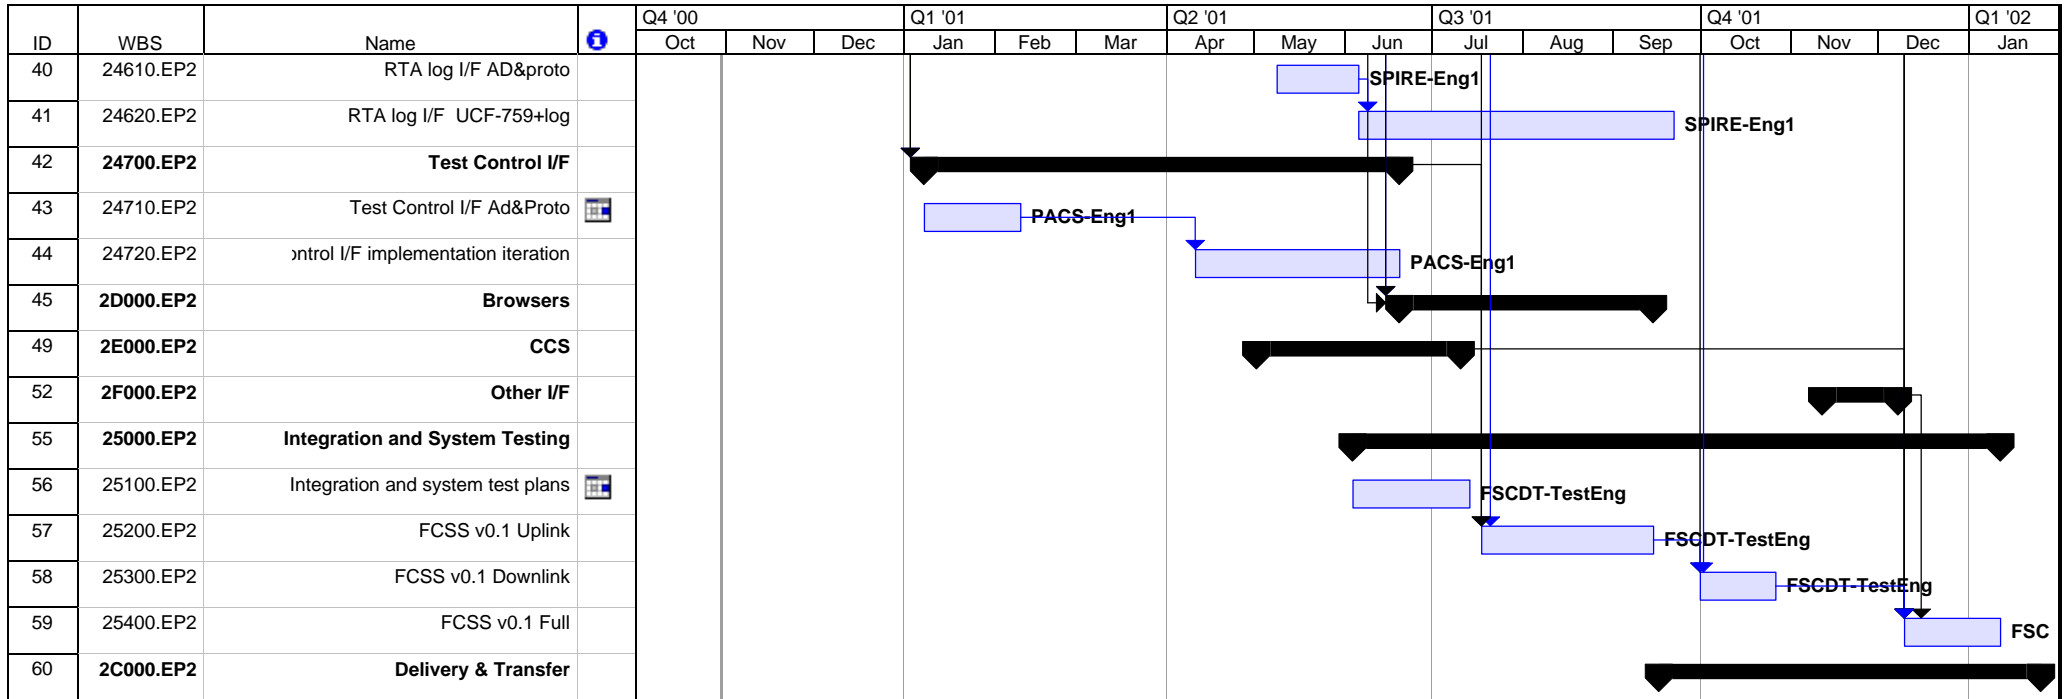 Q4 '00 Q1 '01 Q2 '01 Q3 '01 Q4 '01 Q1 '02
ID WBS Name Oct Nov Dec Jan Feb Mar Apr May Jun Jul Aug Sep Oct Nov Dec Jan
40 24610.EP2 RTA log I/F AD&proto SPIRE-Eng1
41 24620.EP2 RTA log I/F UCF-759+log SPIRE-Eng1
42 24700.EP2 Test Control I/F
43 24710.EP2 Test Control I/F Ad&Proto PACS-Eng1
44 24720.EP2 ontrol I/F implementation iteration PACS-Eng1
45 2D000.EP2 Browsers
49 2E000.EP2 CCS
52 2F000.EP2 Other I/F
55 25000.EP2 Integration and System Testing
56 25100.EP2 Integration and system test plans FSCDT-TestEng
57 25200.EP2 FCSS v0.1 Uplink FSCDT-TestEng
58 25300.EP2 FCSS v0.1 Downlink FSCDT-TestEng
59 25400.EP2 FCSS v0.1 Full FSC
60 2C000.EP2 Delivery & Transfer